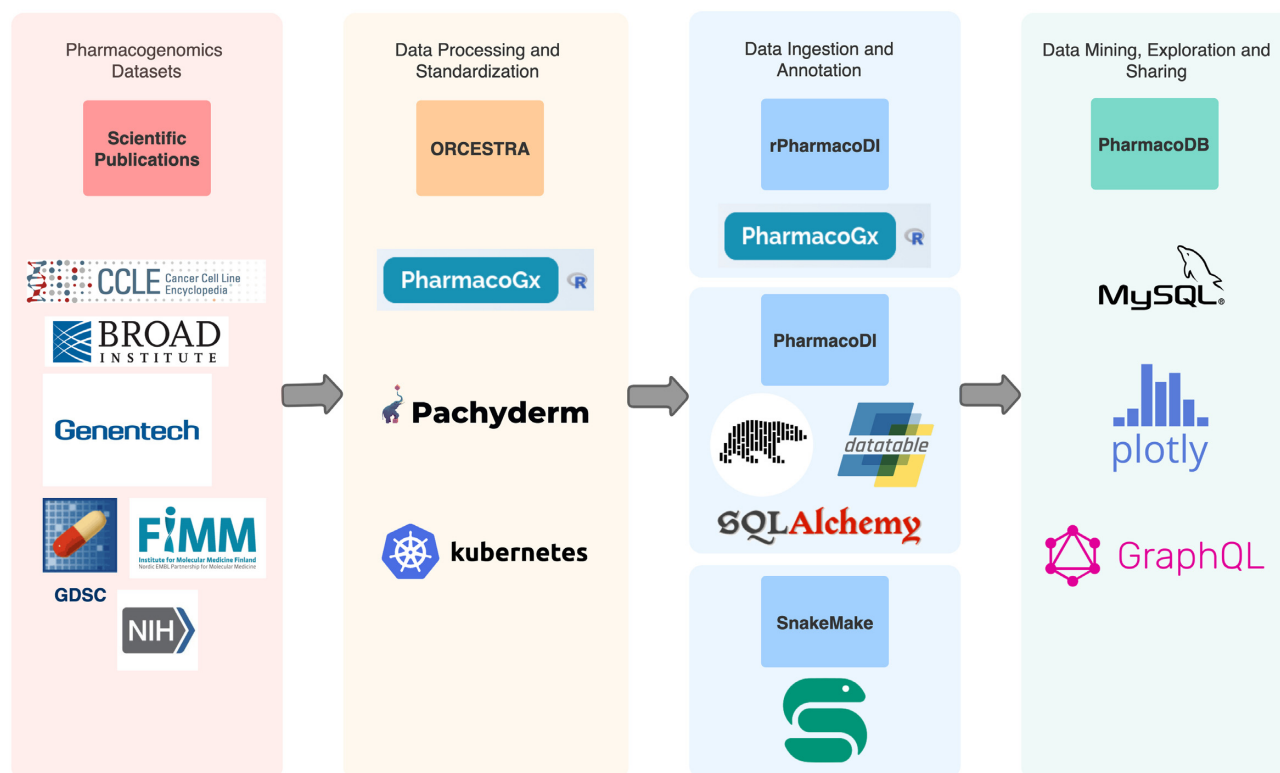 Pharmacogenomics
Datasets
Scientific
Publications
CCLE Cancer Cell Line
Encyclopedia
BROAD
INSTITUTE
Genentech
GDSC
FiMM
Institute for Molecular Medicine Finland
Nordic EMBL Partnership for Molecular Medicine
NIH
Data Processing and
Standardization
ORCESTRA
PharmacoGx R
Pachyderm
kubernetes
Data Ingestion and
Annotation
rPharmacoDI
PharmacoGx R
PharmacoDI
datatable
SQLAlchemy
SnakeMake
Data Mining, Exploration and
Sharing
PharmacoDB
MySQL®
plotly
GraphQL